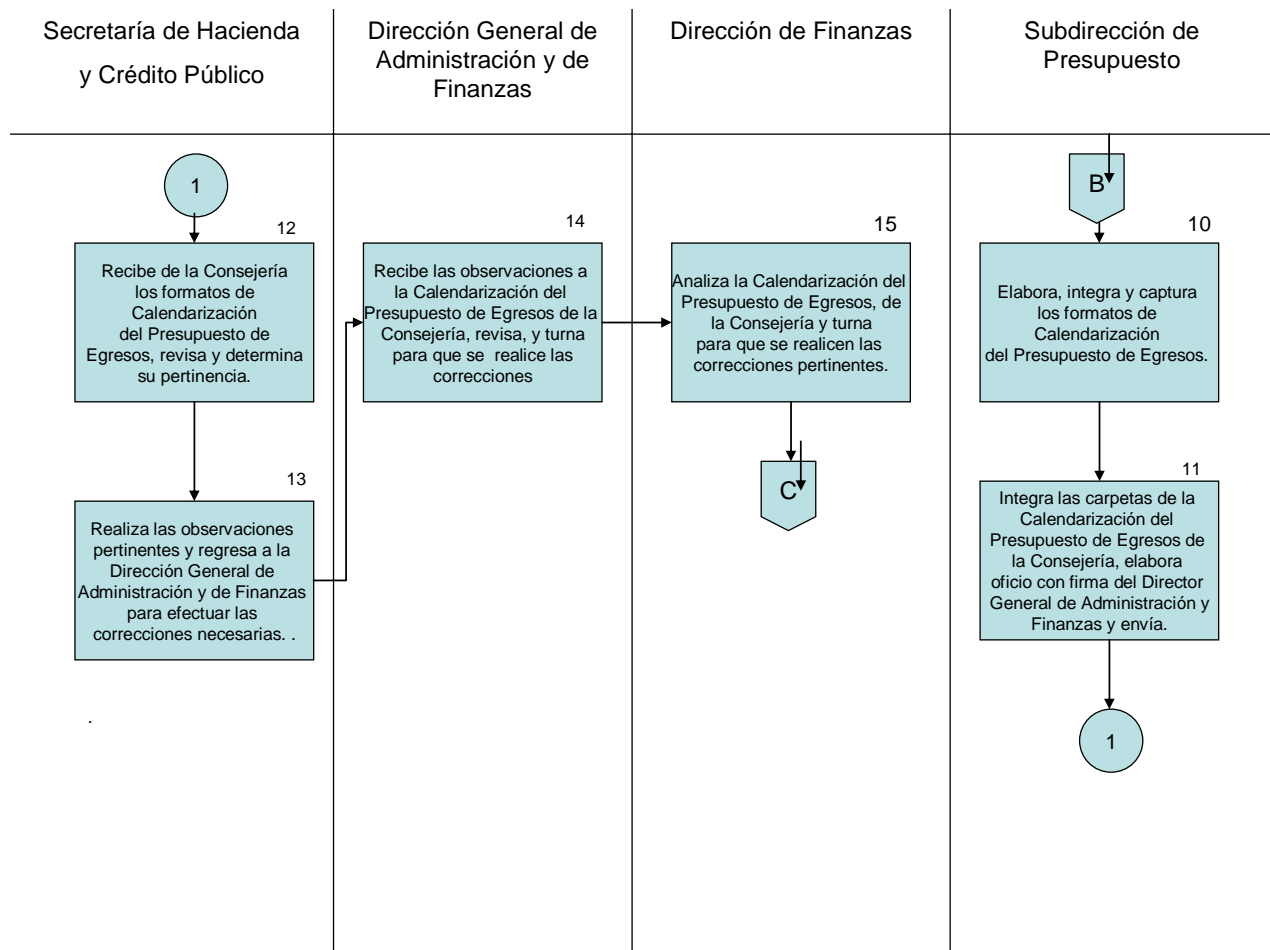 Secretaría de Hacienda
y Crédito Público
Dirección General de
Administración y de
Finanzas
Dirección de Finanzas
Subdirección de
Presupuesto
1
12
Recibe de la Consejería
los formatos de
Calendarización
del Presupuesto de
Egresos, revisa y determina
su pertinencia.
13
Realiza las observaciones
pertinentes y regresa a la
Dirección General de
Administración y de Finanzas
para efectuar las
correcciones necesarias. .
.
14
Recibe las observaciones a
la Calendarización del
Presupuesto de Egresos de la
Consejería, revisa, y turna
para que se realice las
correcciones
15
Analiza la Calendarización del
Presupuesto de Egresos, de
la Consejería y turna
para que se realicen las
correcciones pertinentes.
C
B
10
Elabora, integra y captura
los formatos de
Calendarización
del Presupuesto de Egresos.
11
Integra las carpetas de la
Calendarización del
Presupuesto de Egresos de
la Consejería, elabora
oficio con firma del Director
General de Administración y
Finanzas y envía.
1